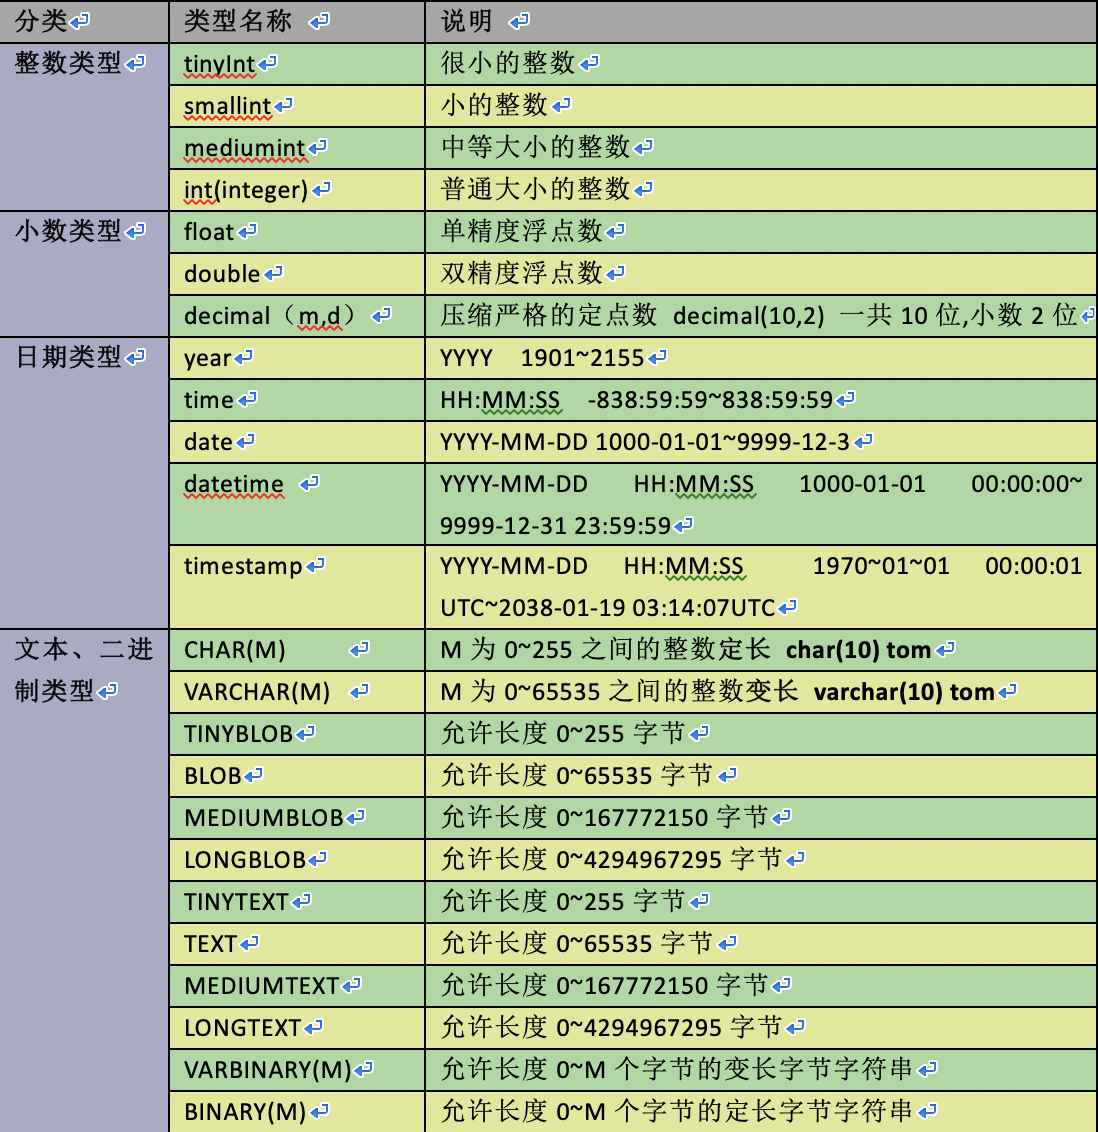 分类 类型名称 说明
整数类型 tinyInt 很小的整数
smallint 小的整数
mediumint 中等大小的整数
int(integer) 普通大小的整数
小数类型 float 单精度浮点数
double 双精度浮点数
decimal（m,d） 压缩严格的定点数 decimal(10,2) 一共 10 位,小数 2 位
日期类型 year YYYY 1901~2155
time HH:MM:SS -838:59:59~838:59:59
date YYYY-MM-DD 1000-01-01~9999-12-3
datetime YYYY-MM-DD HH:MM:SS 1000-01-01 00:00:00~
9999-12-31 23:59:59
timestamp YYYY-MM-DD HH:MM:SS 1970~01~01 00:00:01
UTC~2038-01-19 03:14:07UTC
文本、二进 CHAR(M) M 为 0~255 之间的整数定长 char(10) tom
制类型 VARCHAR(M) M 为 0~65535 之间的整数变长 varchar(10) tom
TINYBLOB 允许长度 0~255 字节
BLOB 允许长度 0~65535 字节
MEDIUMBLOB 允许长度 0~167772150 字节
LONGBLOB 允许长度 0~4294967295 字节
TINYTEXT 允许长度 0~255 字节
TEXT 允许长度 0~65535 字节
MEDIUMTEXT 允许长度 0~167772150 字节
LONGTEXT 允许长度 0~4294967295 字节
VARBINARY(M) 允许长度 0~M 个字节的变长字节字符串
BINARY(M) 允许长度 0~M 个字节的定长字节字符串